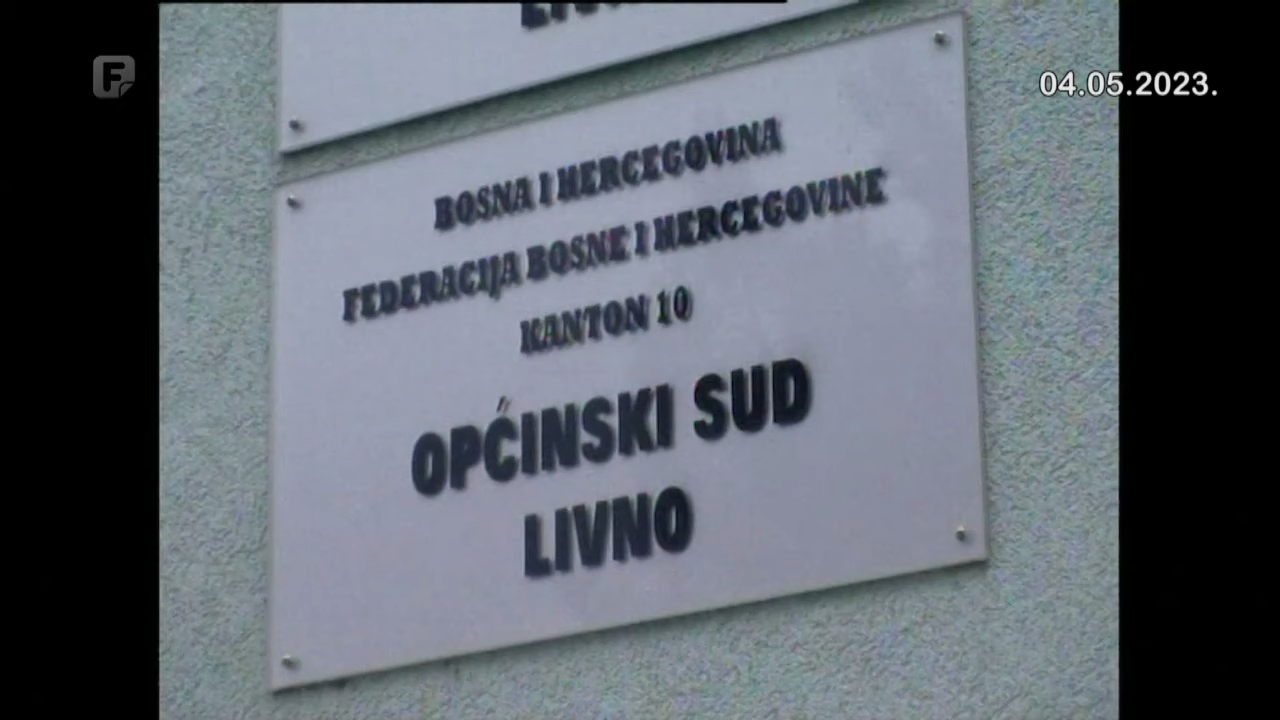 F
04.05.2023.
BOSNA I HERCEGOVINA
FEDERACIJA BOSNE I HERCEGOVINE
KANTON 10
OPĆINSKI SUD
LIVNO